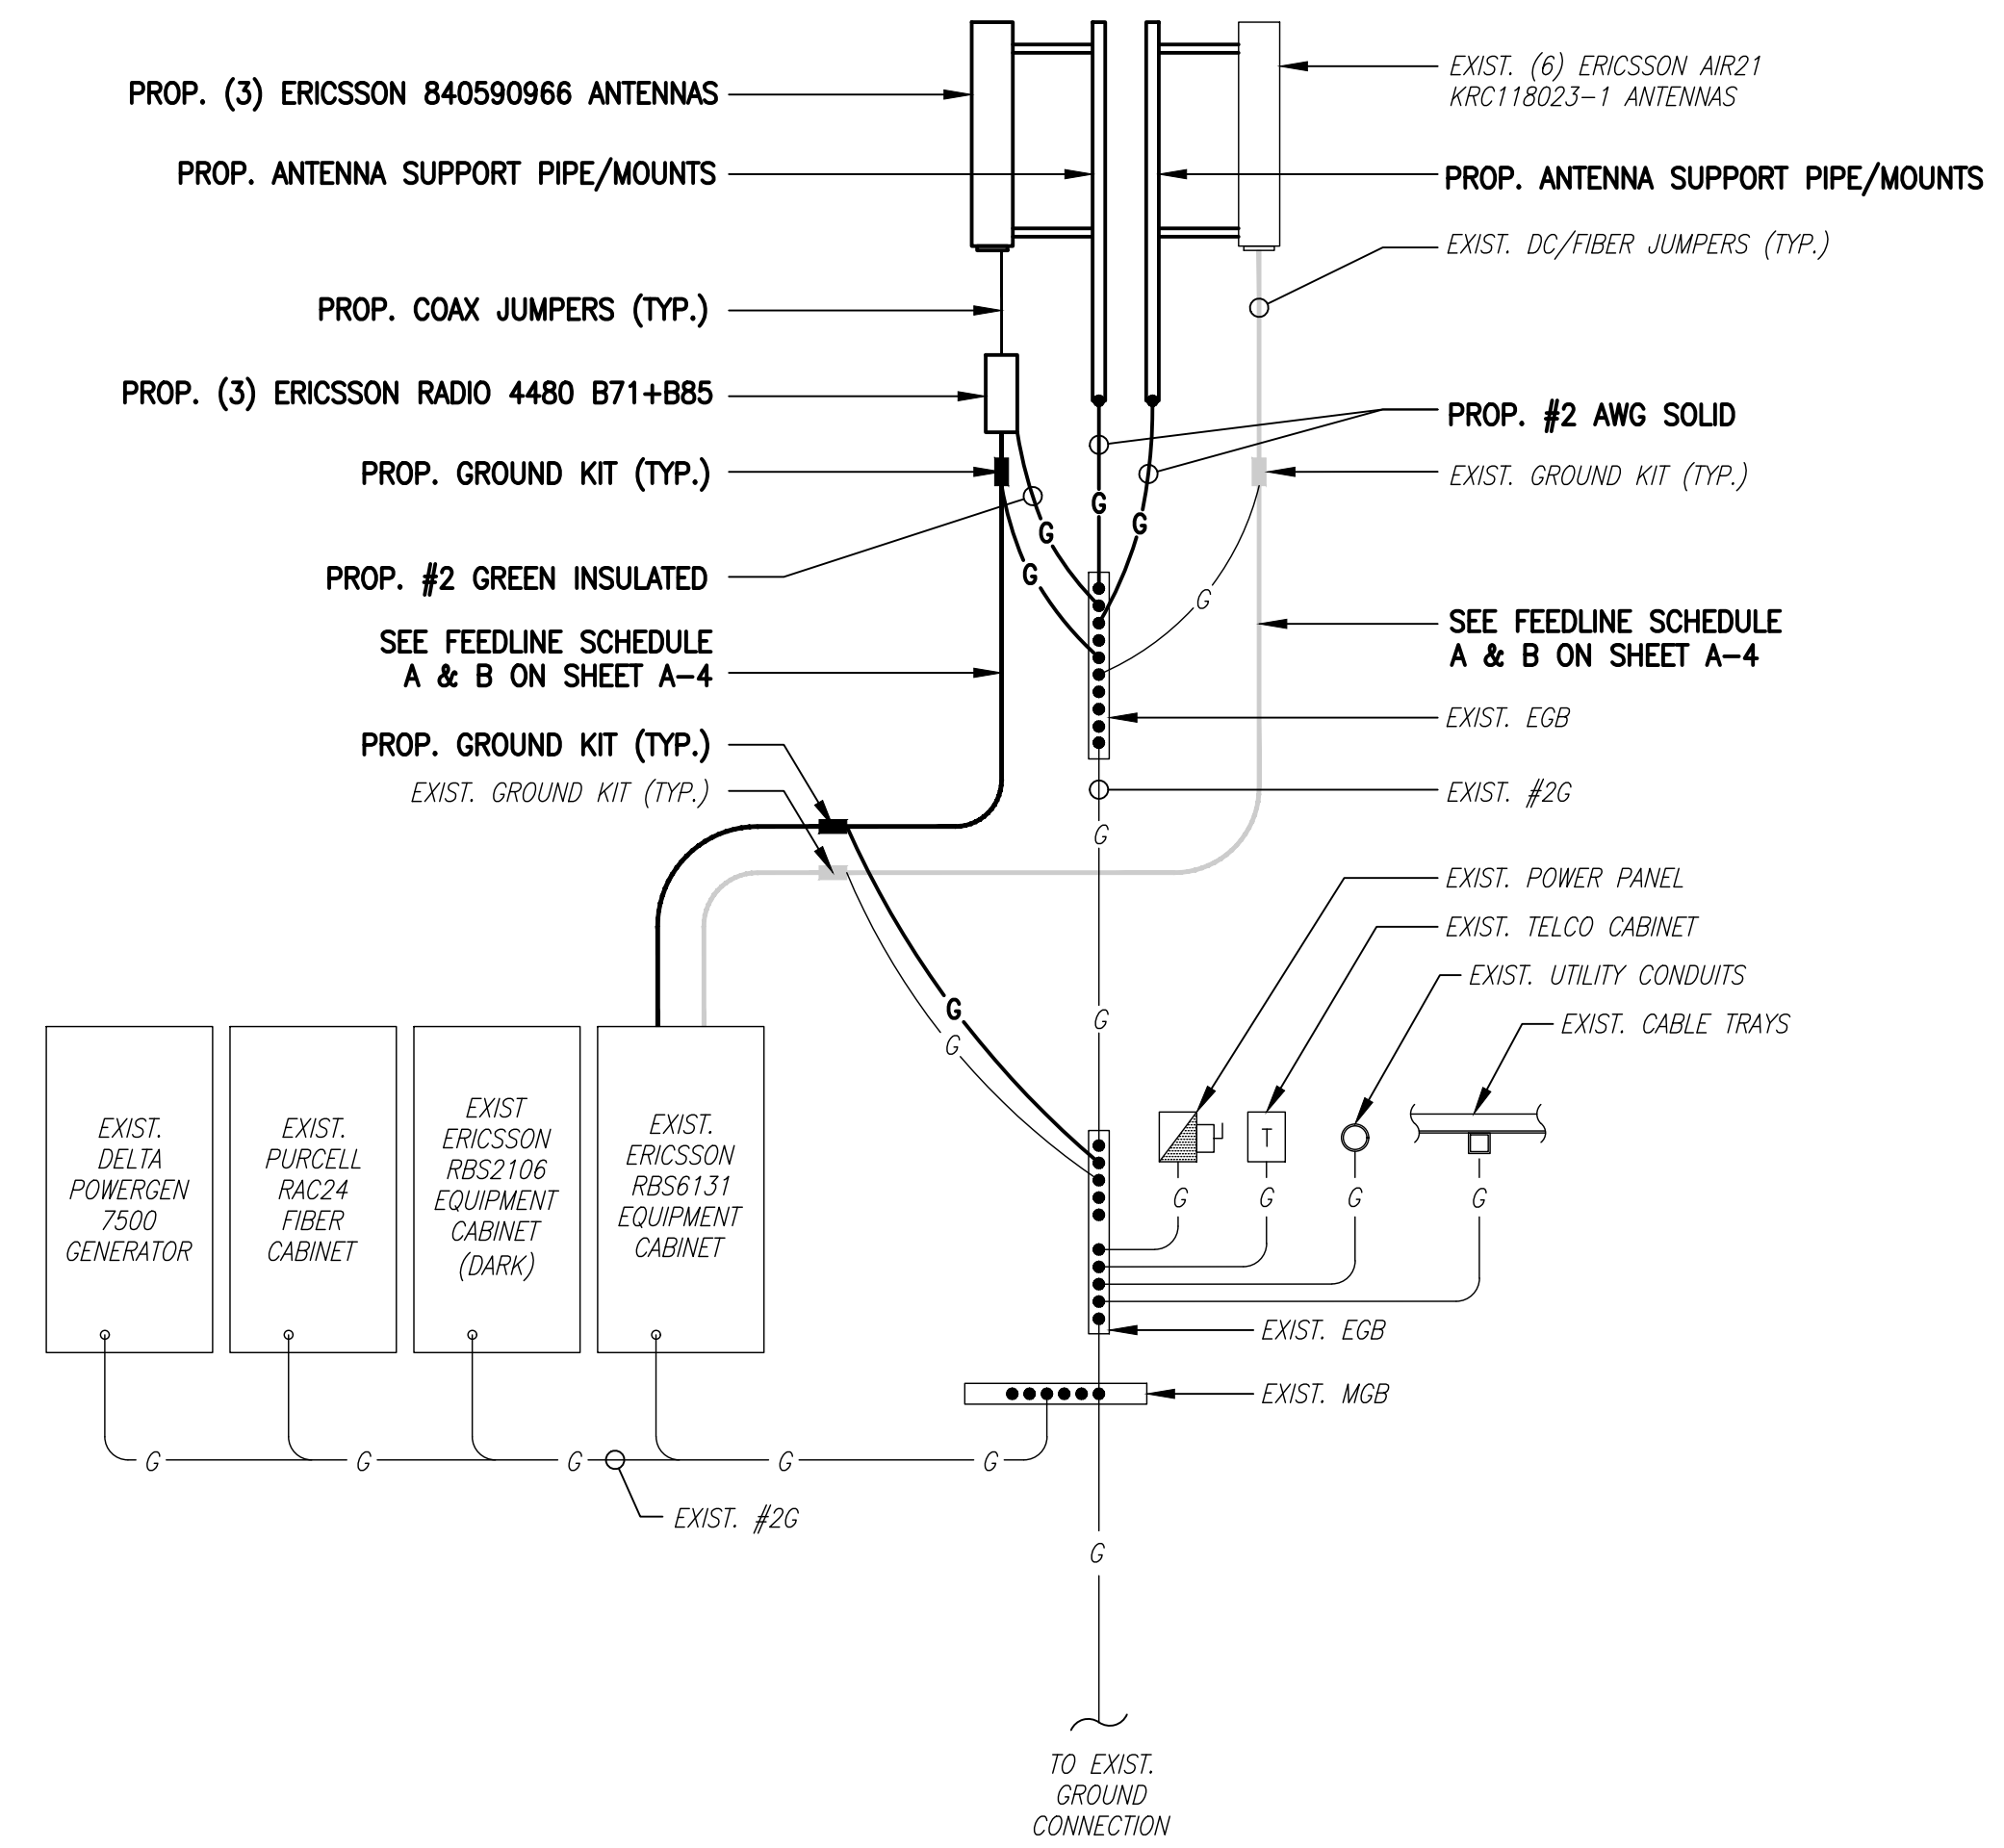 PROP. (3) ERICSSON 840590966 ANTENNAS
EXIST. (6) ERICSSON AIR21
KRC118023-1 ANTENNAS
PROP. ANTENNA SUPPORT PIPE/MOUNTS
PROP. ANTENNA SUPPORT PIPE/MOUNTS
EXIST. DC/FIBER JUMPERS (TYP.)
PROP. COAX JUMPERS (TYP.)
PROP. (3) ERICSSON RADIO 4480 B71+B85
PROP. #2 AWG SOLID
PROP. GROUND KIT (TYP.)
EXIST. GROUND KIT (TYP.)
G
G
G
G
PROP. #2 GREEN INSULATED
G
SEE FEEDLINE SCHEDULE
A & B ON SHEET A-4
SEE FEEDLINE SCHEDULE
A & B ON SHEET A-4
EXIST. EGB
PROP. GROUND KIT (TYP.)
EXIST. GROUND KIT (TYP.)
EXIST. #2G
G
EXIST. POWER PANEL
EXIST. TELCO CABINET
EXIST. UTILITY CONDUITS
EXIST. CABLE TRAYS
G
G
G
EXIST.
DELTA
POWERGEN
7500
GENERATOR
EXIST.
PURCELL
RAC24
FIBER
CABINET
EXIST
ERICSSON
RBS2106
EQUIPMENT
CABINET
(DARK)
EXIST.
ERICSSON
RBS6131
EQUIPMENT
CABINET
T
G
G
G
G
EXIST. EGB
EXIST. MGB
G
G
G
G
G
EXIST. #2G
G
TO EXIST.
GROUND
CONNECTION